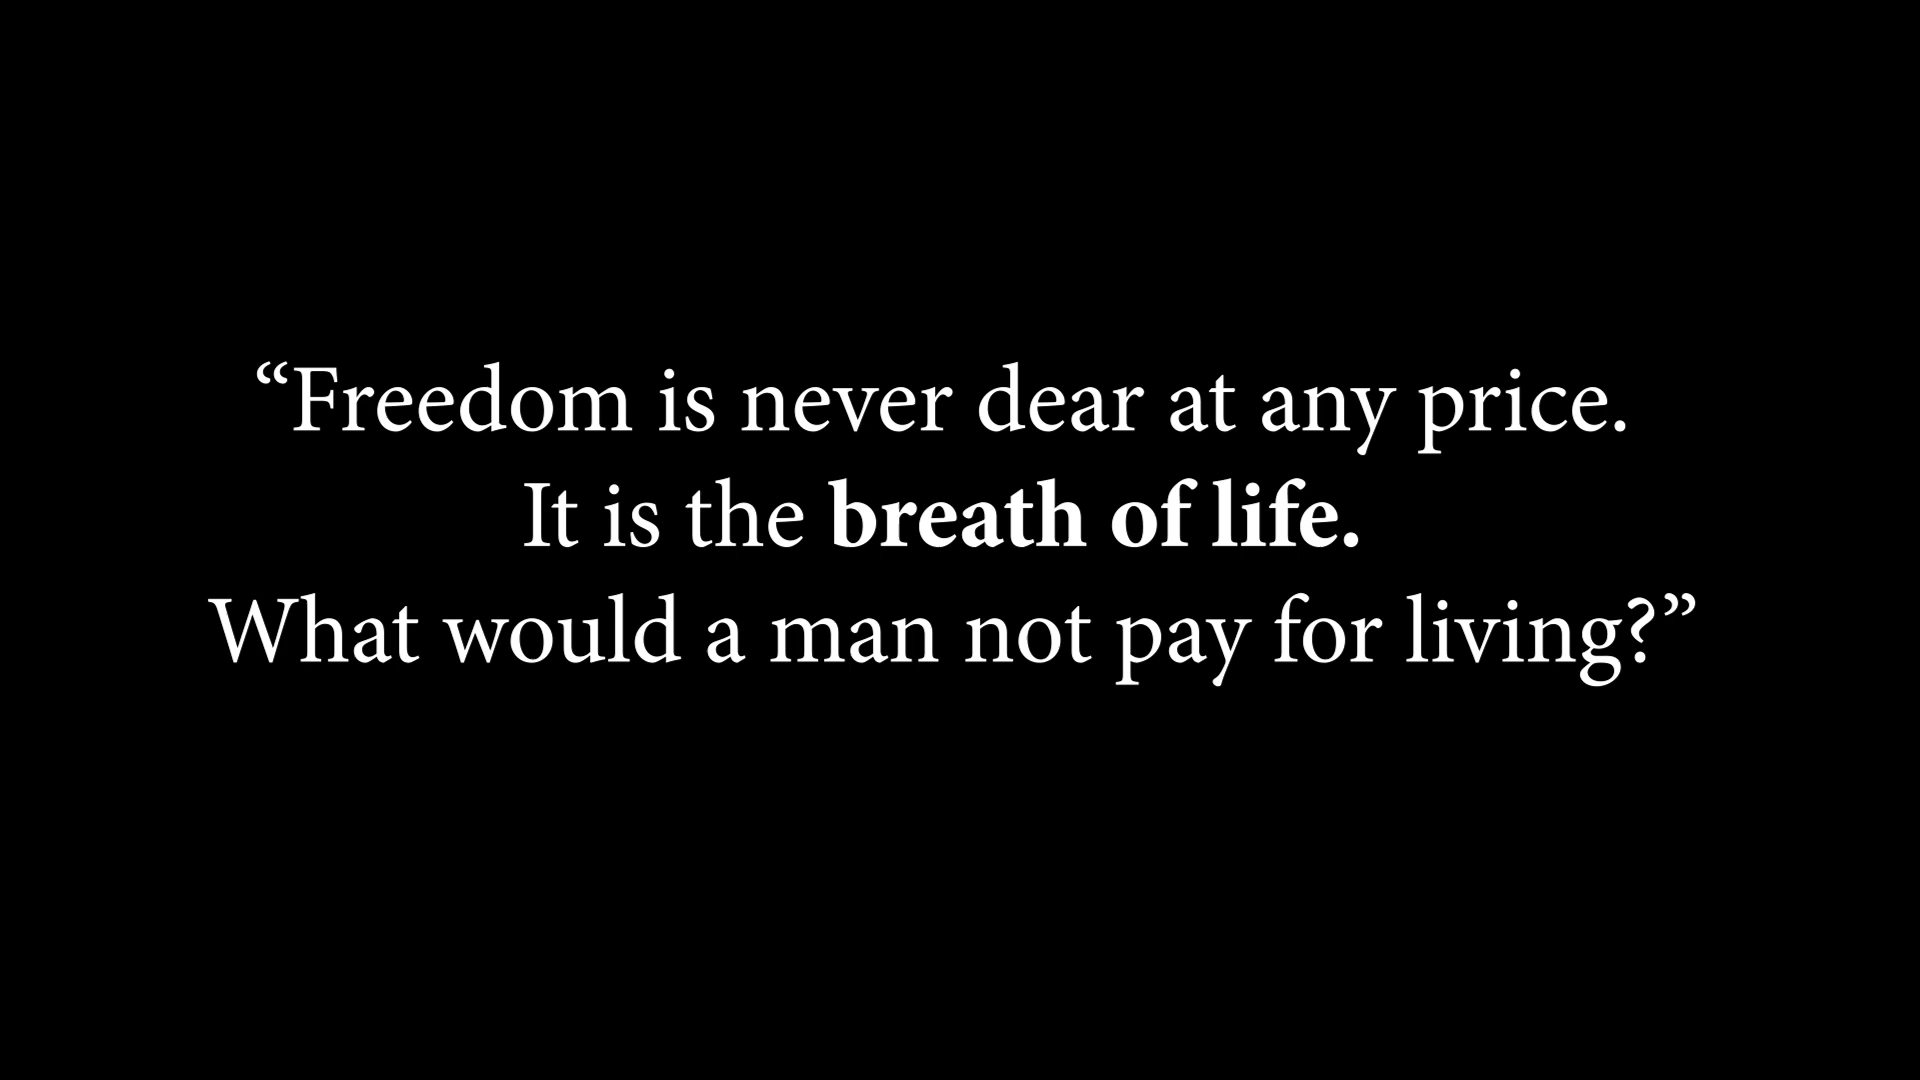 “Freedom is never dear at any price.
It is the breath of life.
What would a man not pay for living?”